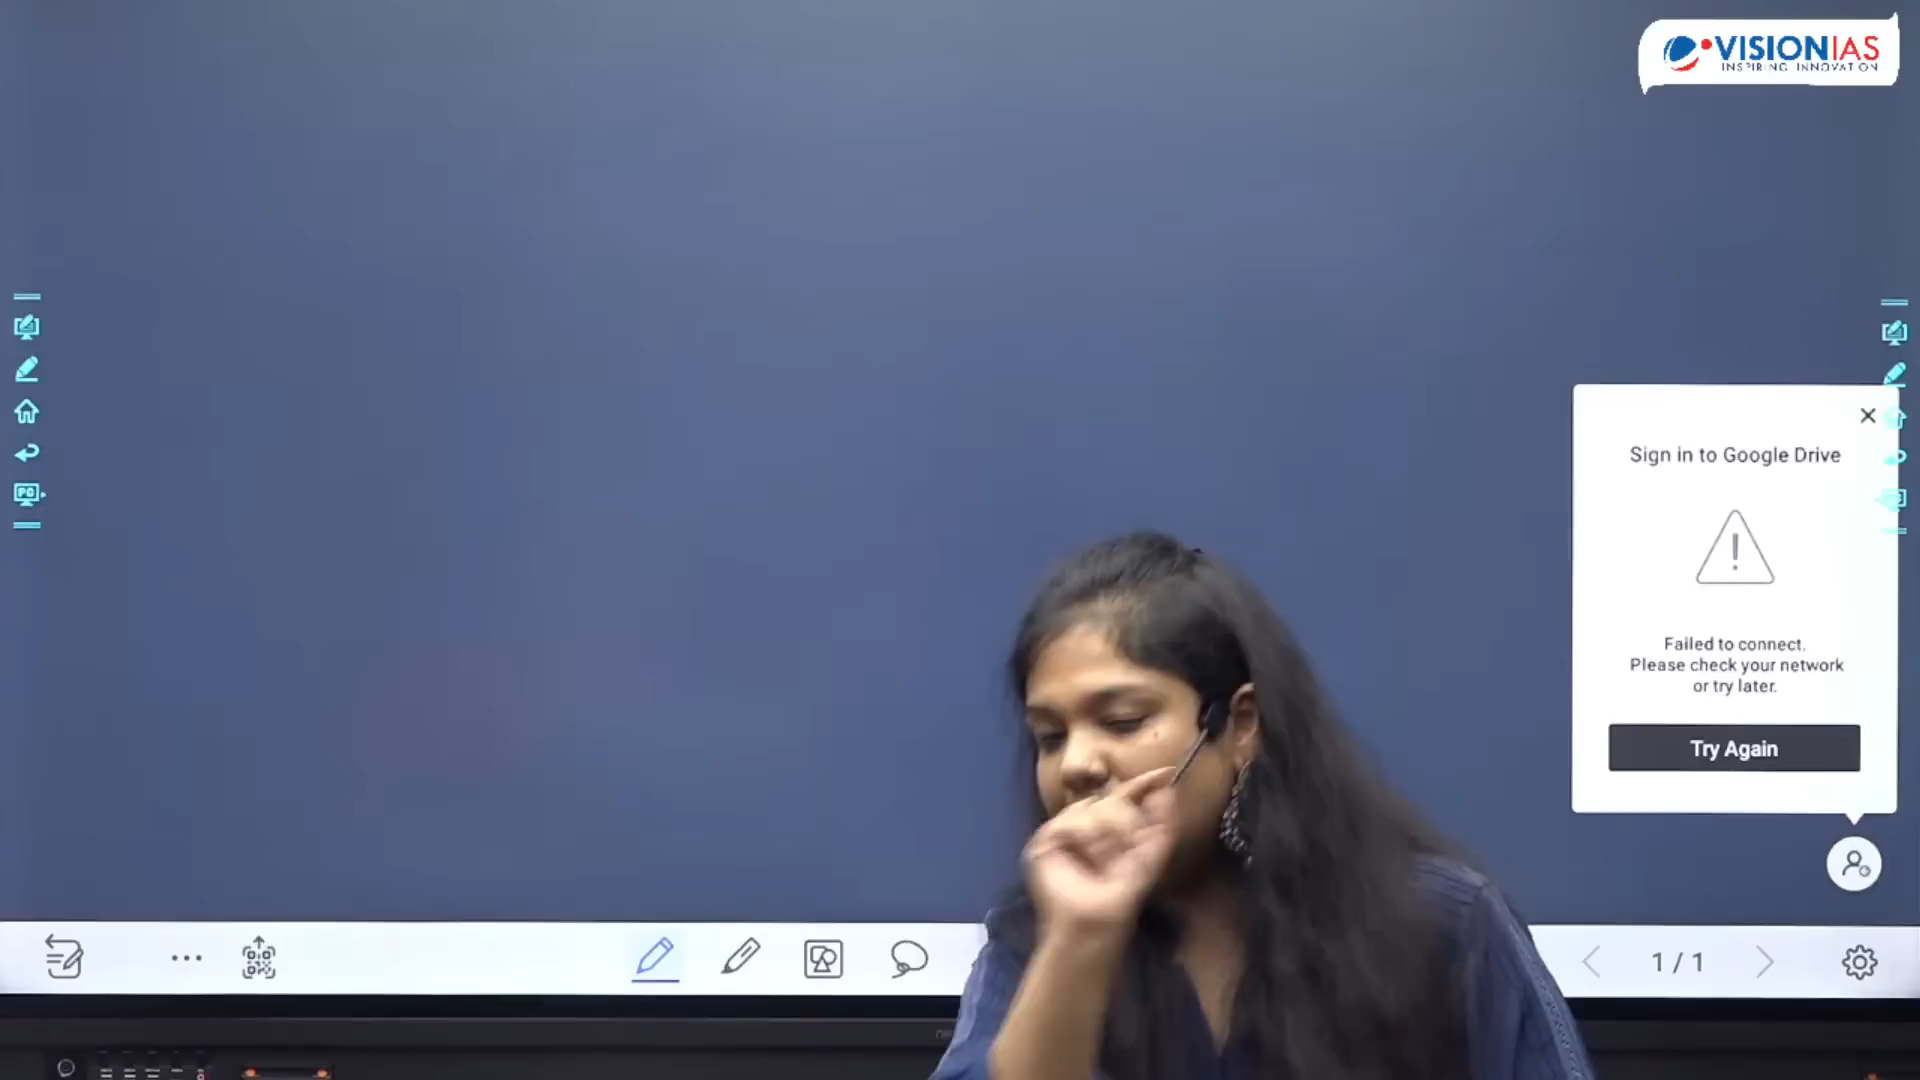 VISIONIAS
INSPIRING INNOVATION
Sign in to Google Drive
Failed to connect.
Please check your network
or try later.
Try Again
1 / 1
PC